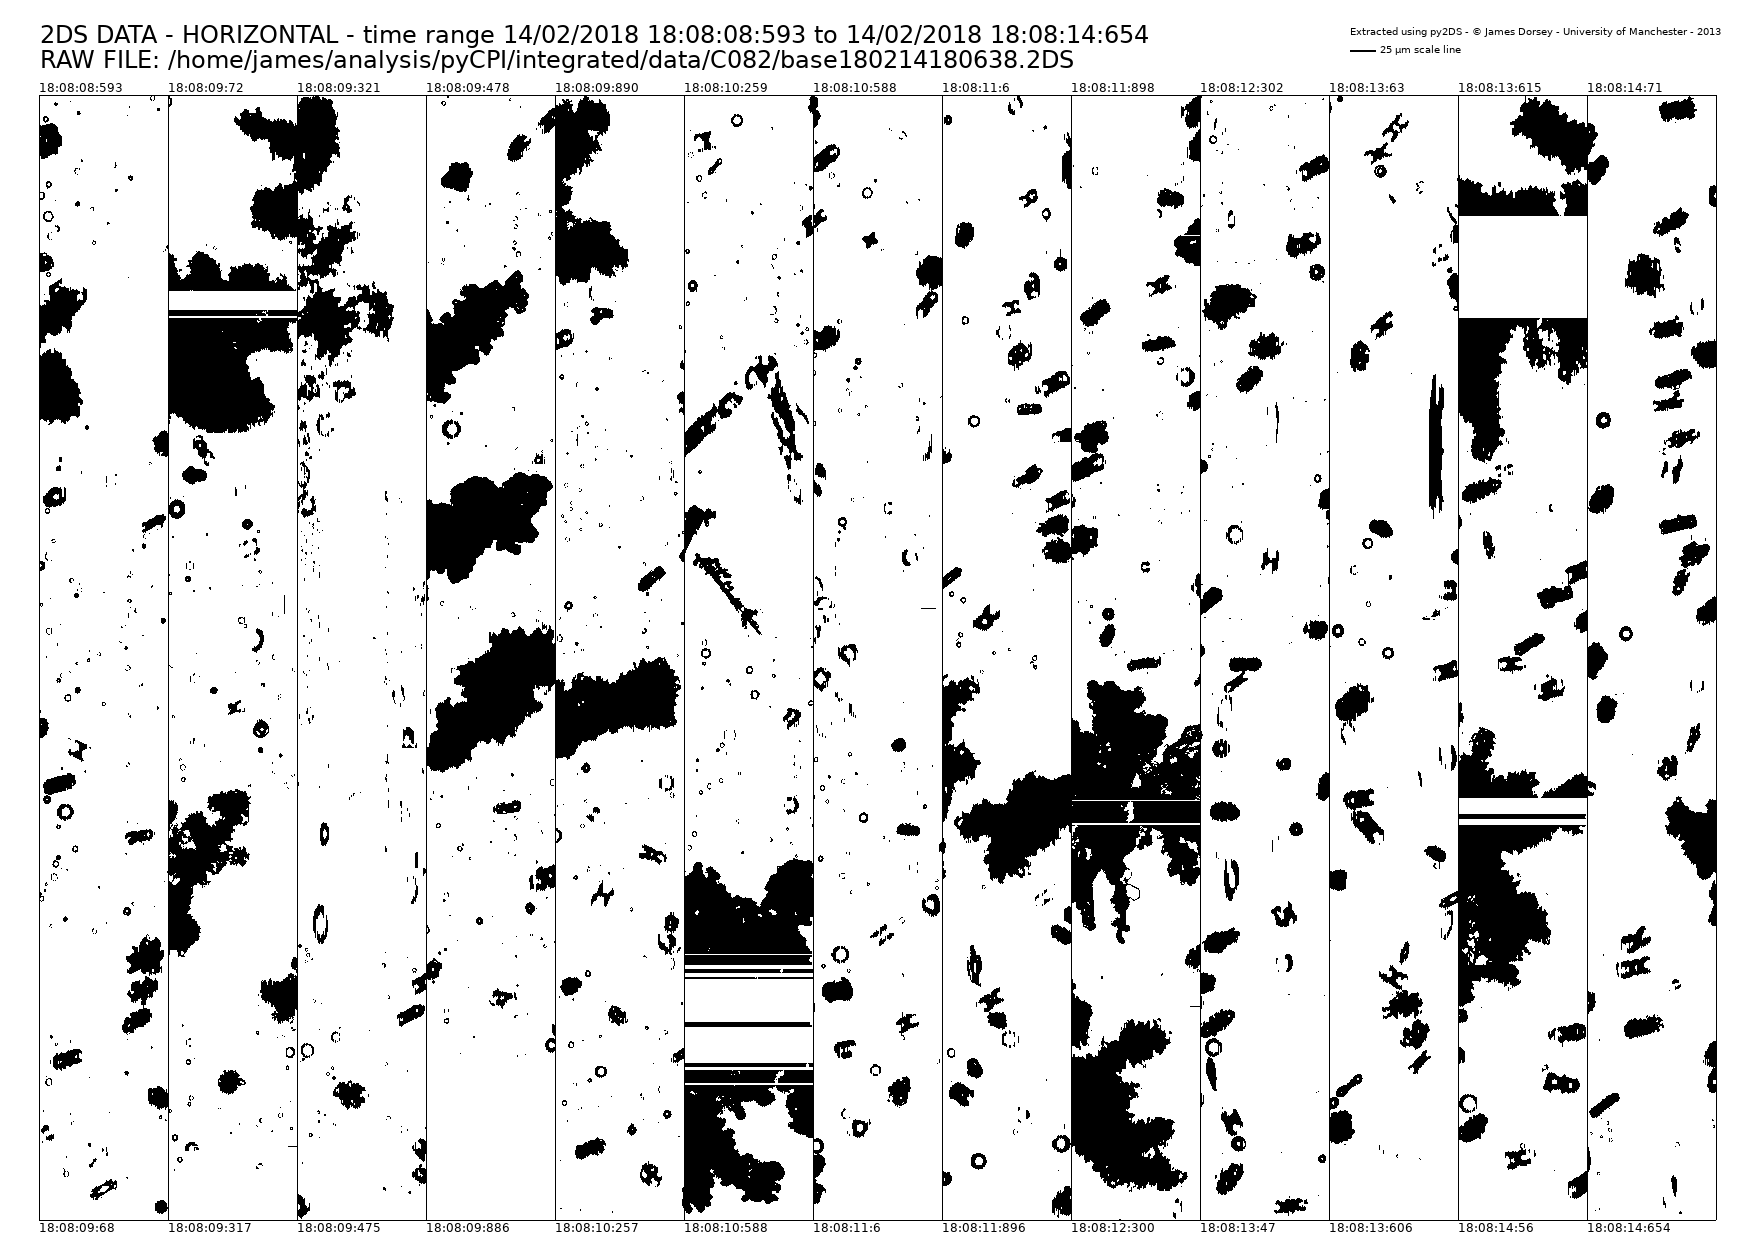 2DS DATA - HORIZONTAL - time range 14/02/2018 18:08:08:593 to 14/02/2018 18:08:14:654
RAW FILE: /home/james/analysis/pyCPI/integrated/data/C082/base180214180638.2DS
Extracted using py2DS - © James Dorsey - University of Manchester - 2013
25 µm scale line
18:08:08:593 18:08:09:72 18:08:09:321 18:08:09:478 18:08:09:890 18:08:10:259 18:08:10:588 18:08:11:6 18:08:11:898 18:08:12:302 18:08:13:63 18:08:13:615 18:08:14:71
18:08:09:68 18:08:09:317 18:08:09:475 18:08:09:886 18:08:10:257 18:08:10:588 18:08:11:6 18:08:11:896 18:08:12:300 18:08:13:47 18:08:13:606 18:08:14:56 18:08:14:654